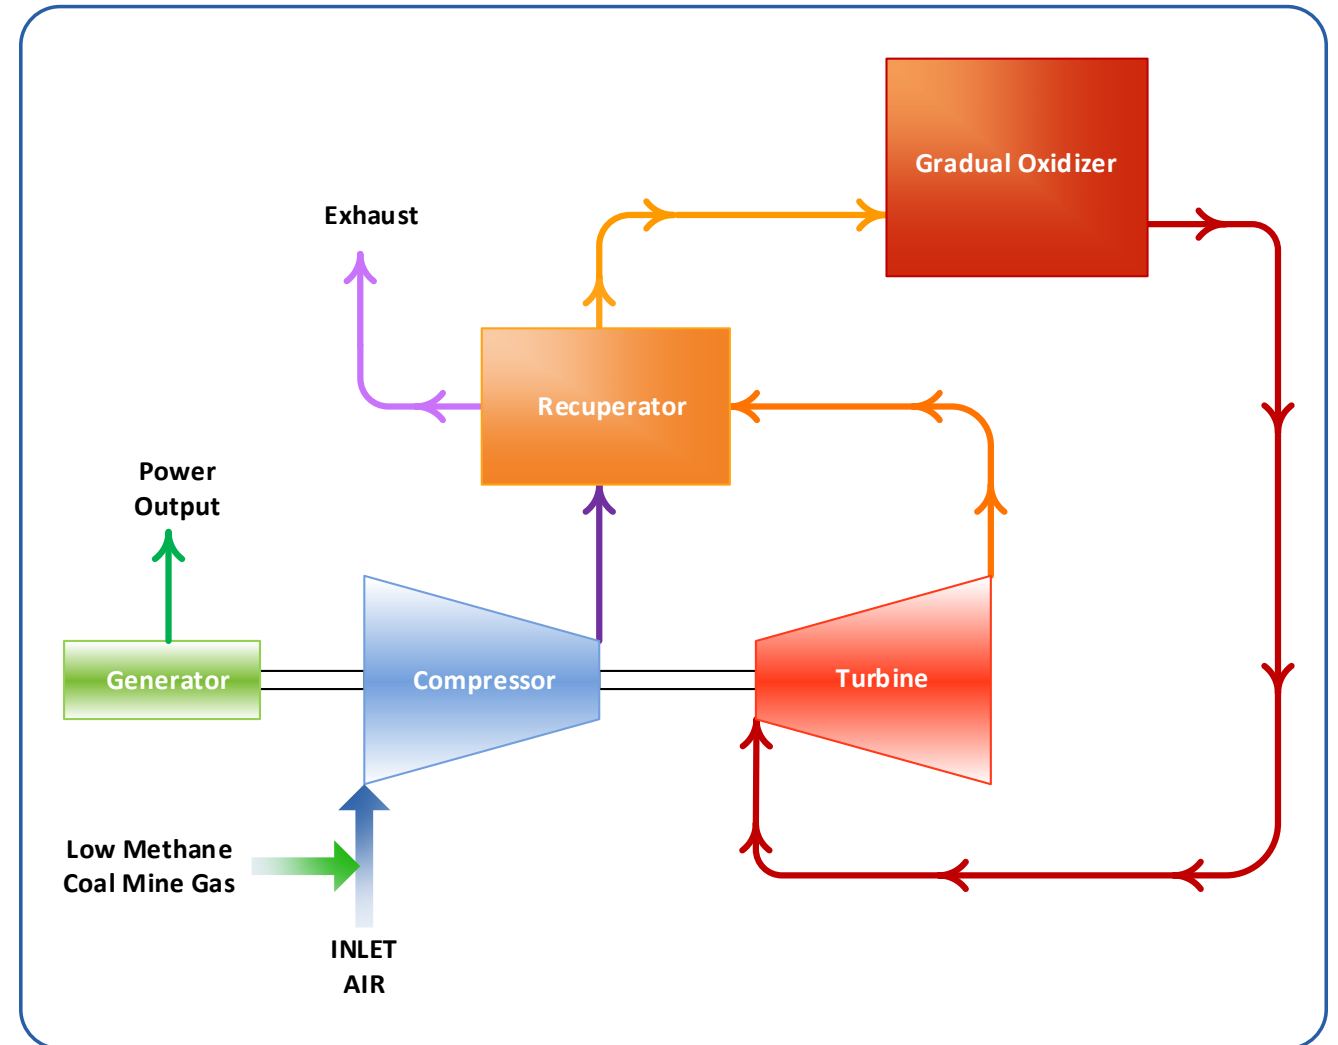 Gradual Oxidizer
Exhaust
Recuperator
Power
Output
Generator
Compressor
Turbine
Low Methane
Coal Mine Gas
INLET
AIR